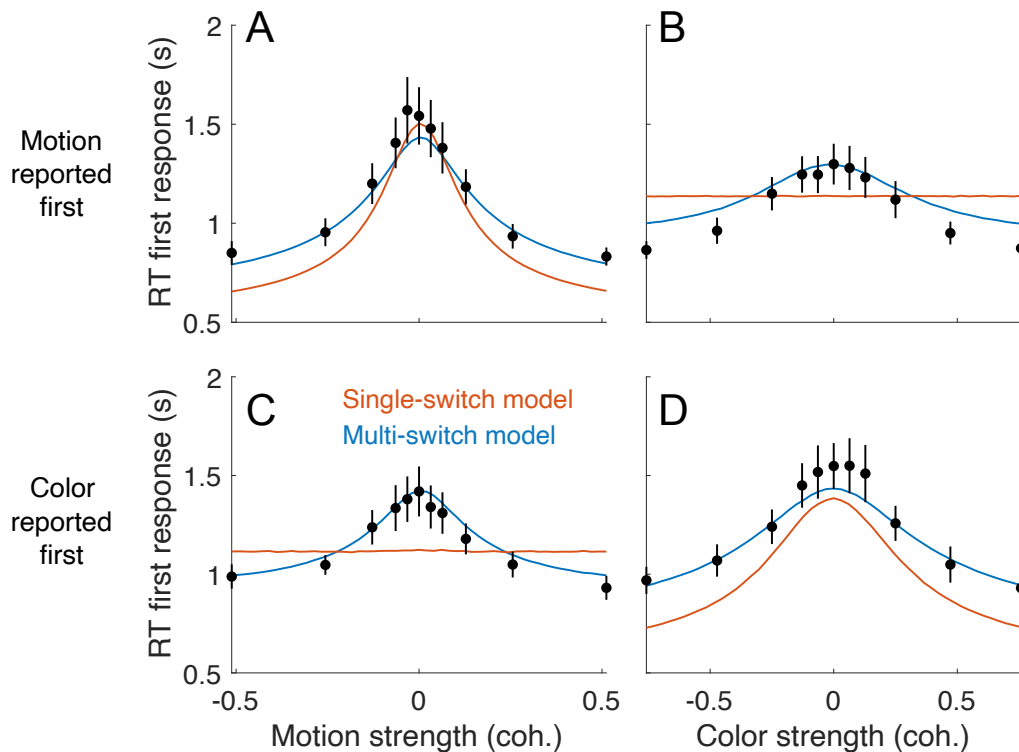 A
B
Motion
reported
first
RT first response (s)
2
1.5
1
0.5
C
D
Single-switch model
Multi-switch model
Color
reported
first
RT first response (s)
2
1.5
1
0.5
-0.5
0
0.5
-0.5
0
0.5
Motion strength (coh.)
Color strength (coh.)